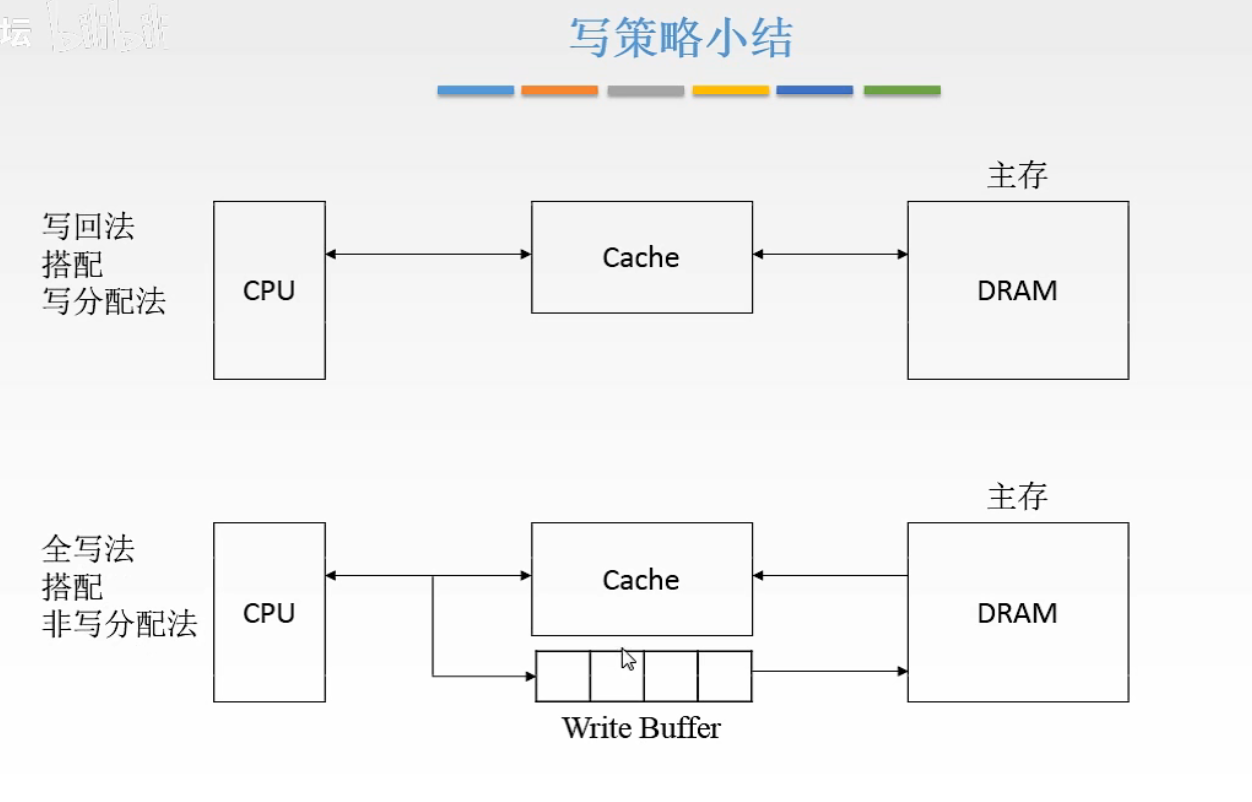 坛 bilibili
写策略小结
主存
写回法
搭配
写分配法
CPU
Cache
DRAM
主存
全写法
搭配
非写分配法
CPU
Cache
DRAM
Write Buffer